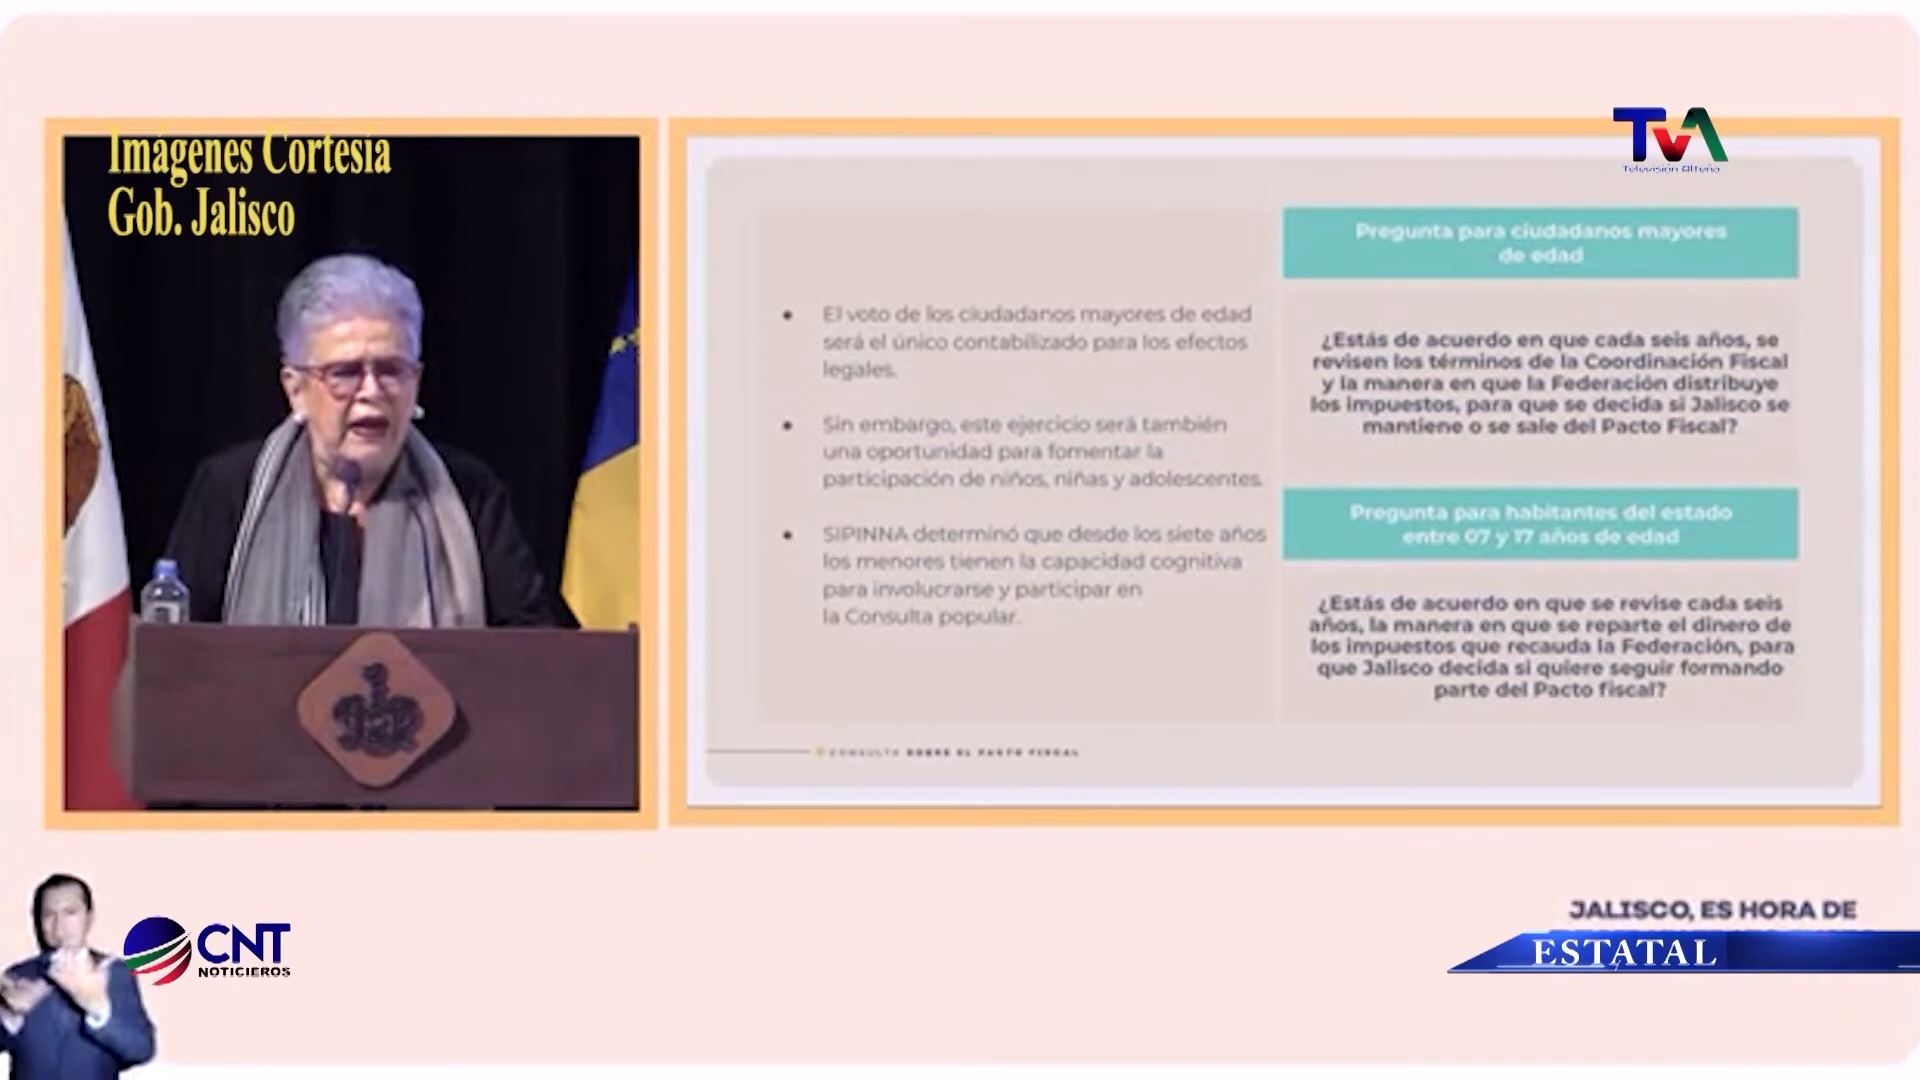 Imágenes Cortesía
Gob. Jalisco
TvA
Televisión Alteña
El voto de los ciudadanos mayores de edad
será el único contabilizado para los efectos
legales.
Sin embargo, este ejercicio será también
una oportunidad para fomentar la
participación de niños, niñas y adolescentes.
SIPINNA determinó que desde los siete años
los menores tienen la capacidad cognitiva
para involucrarse y participar en
la Consulta popular.
Pregunta para ciudadanos mayores
de edad
¿Estás de acuerdo en que cada seis años, se
revisen los términos de la Coordinación Fiscal
y la manera en que la Federación distribuye
los impuestos, para que se decida si Jalisco se
mantiene o se sale del Pacto Fiscal?
Pregunta para habitantes del estado
entre 07 y 17 años de edad
¿Estás de acuerdo en que se revise cada seis
años, la manera en que se reparte el dinero de
los impuestos que recauda la Federación, para
que Jalisco decida si quiere seguir formando
parte del Pacto fiscal?
CONSULTA SOBRE EL PACTO FISCAL
CNT
NOTICIEROS
JALISCO, ES HORA DE
ESTATAL